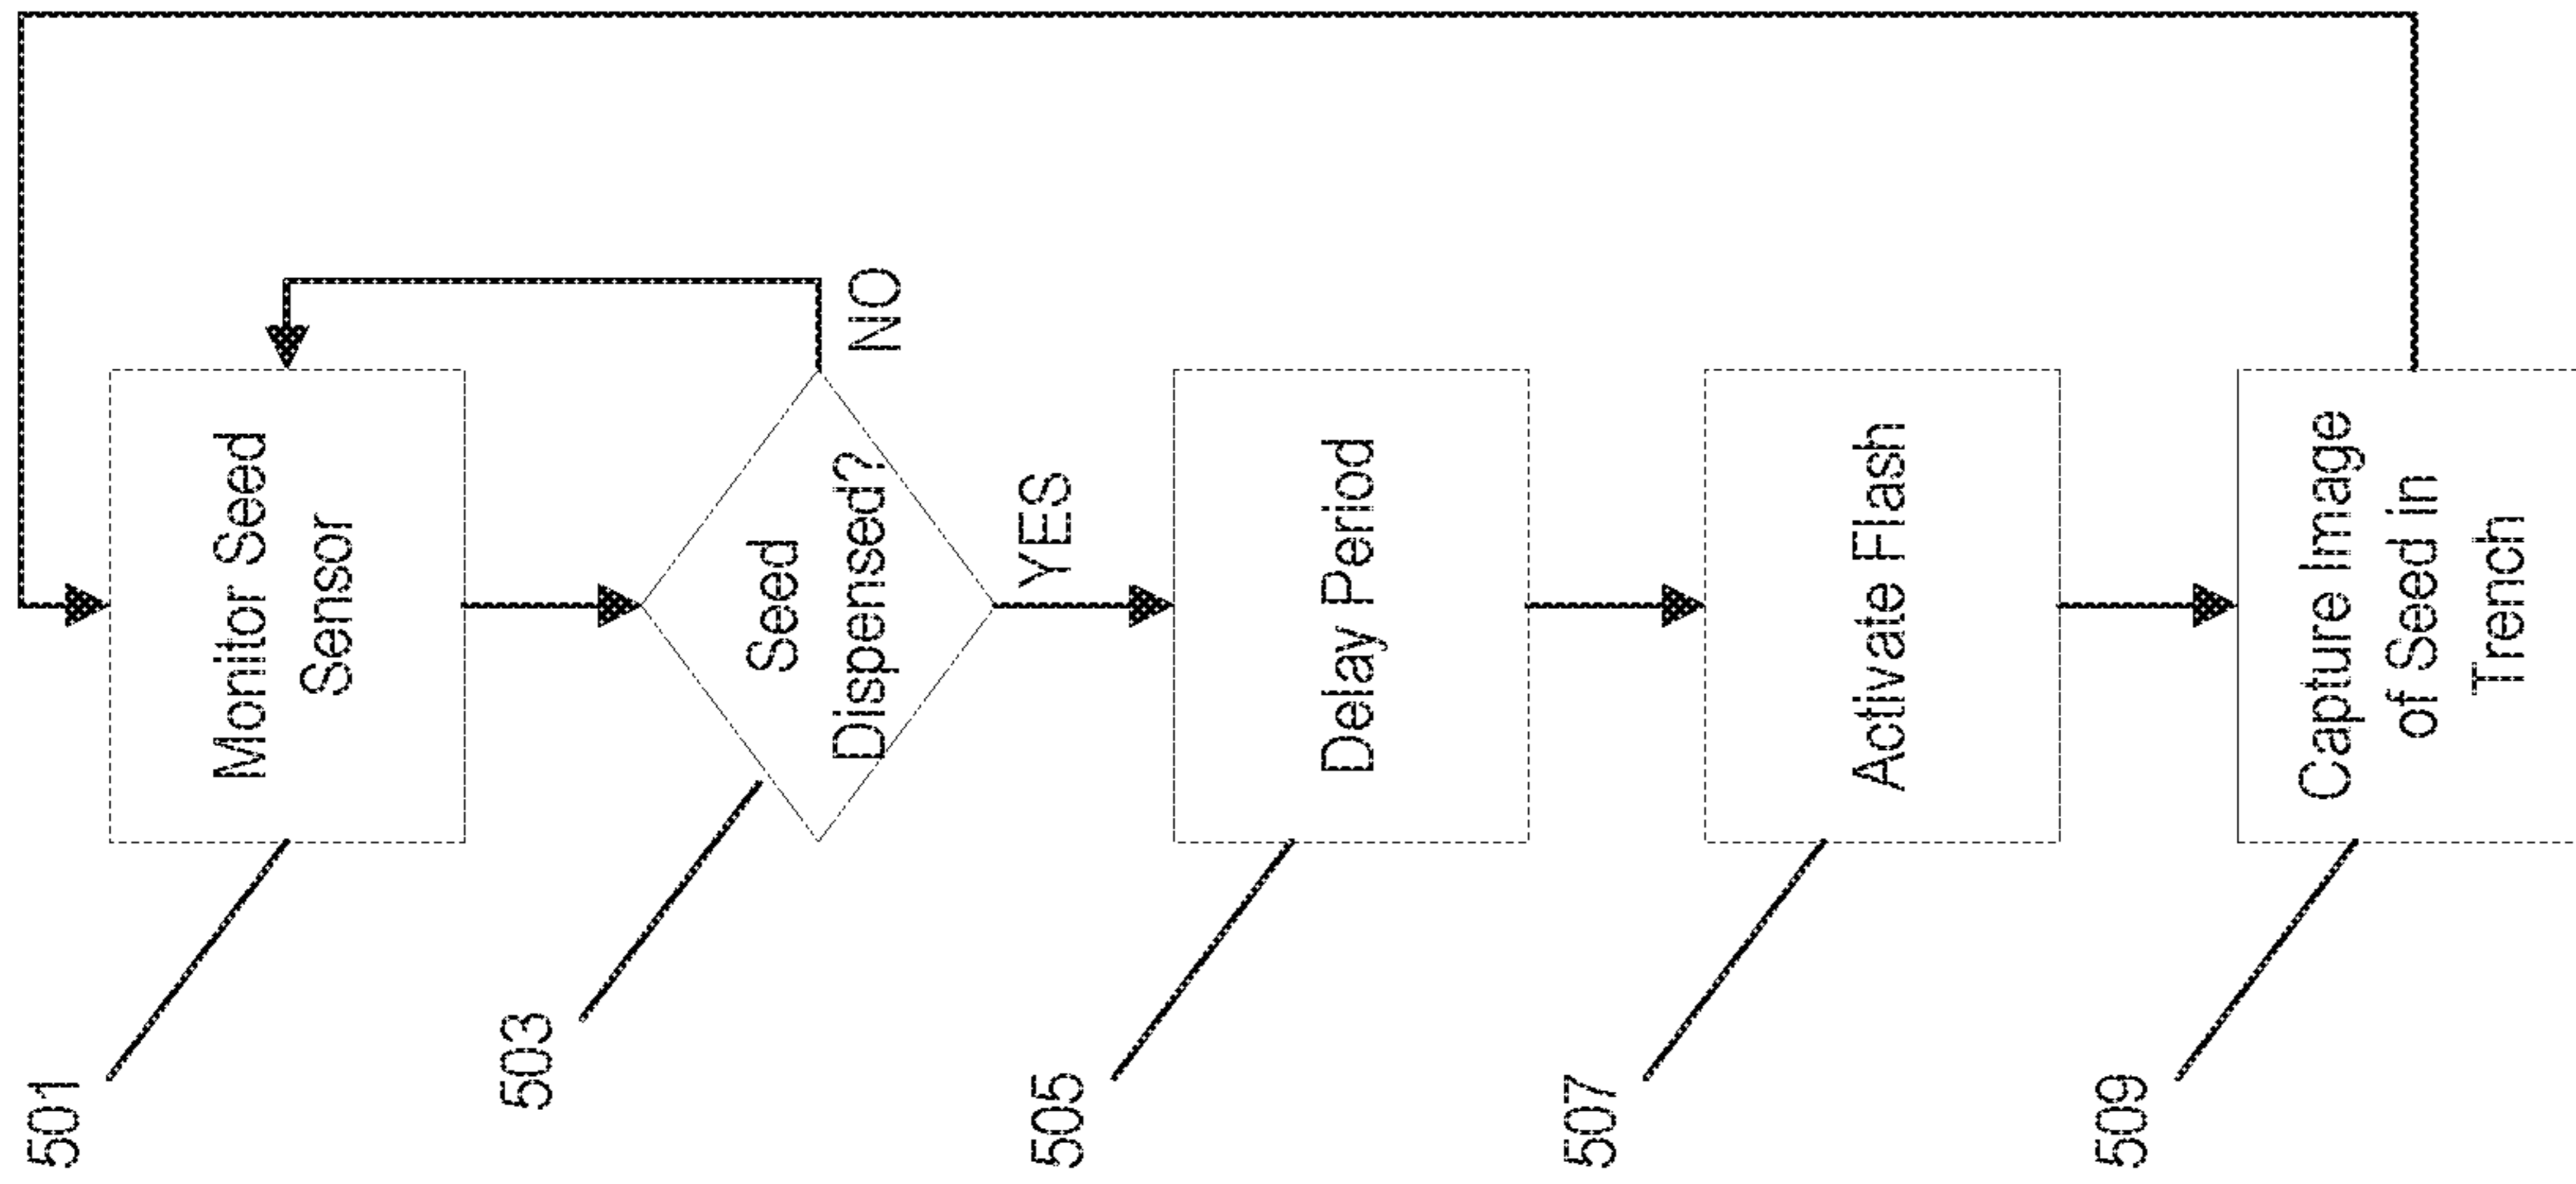 501
Monitor Seed
Sensor
503
Seed
Dispensed?
NO
YES
505
Delay Period
507
Activate Flash
509
Capture Image
of Seed in
Trench